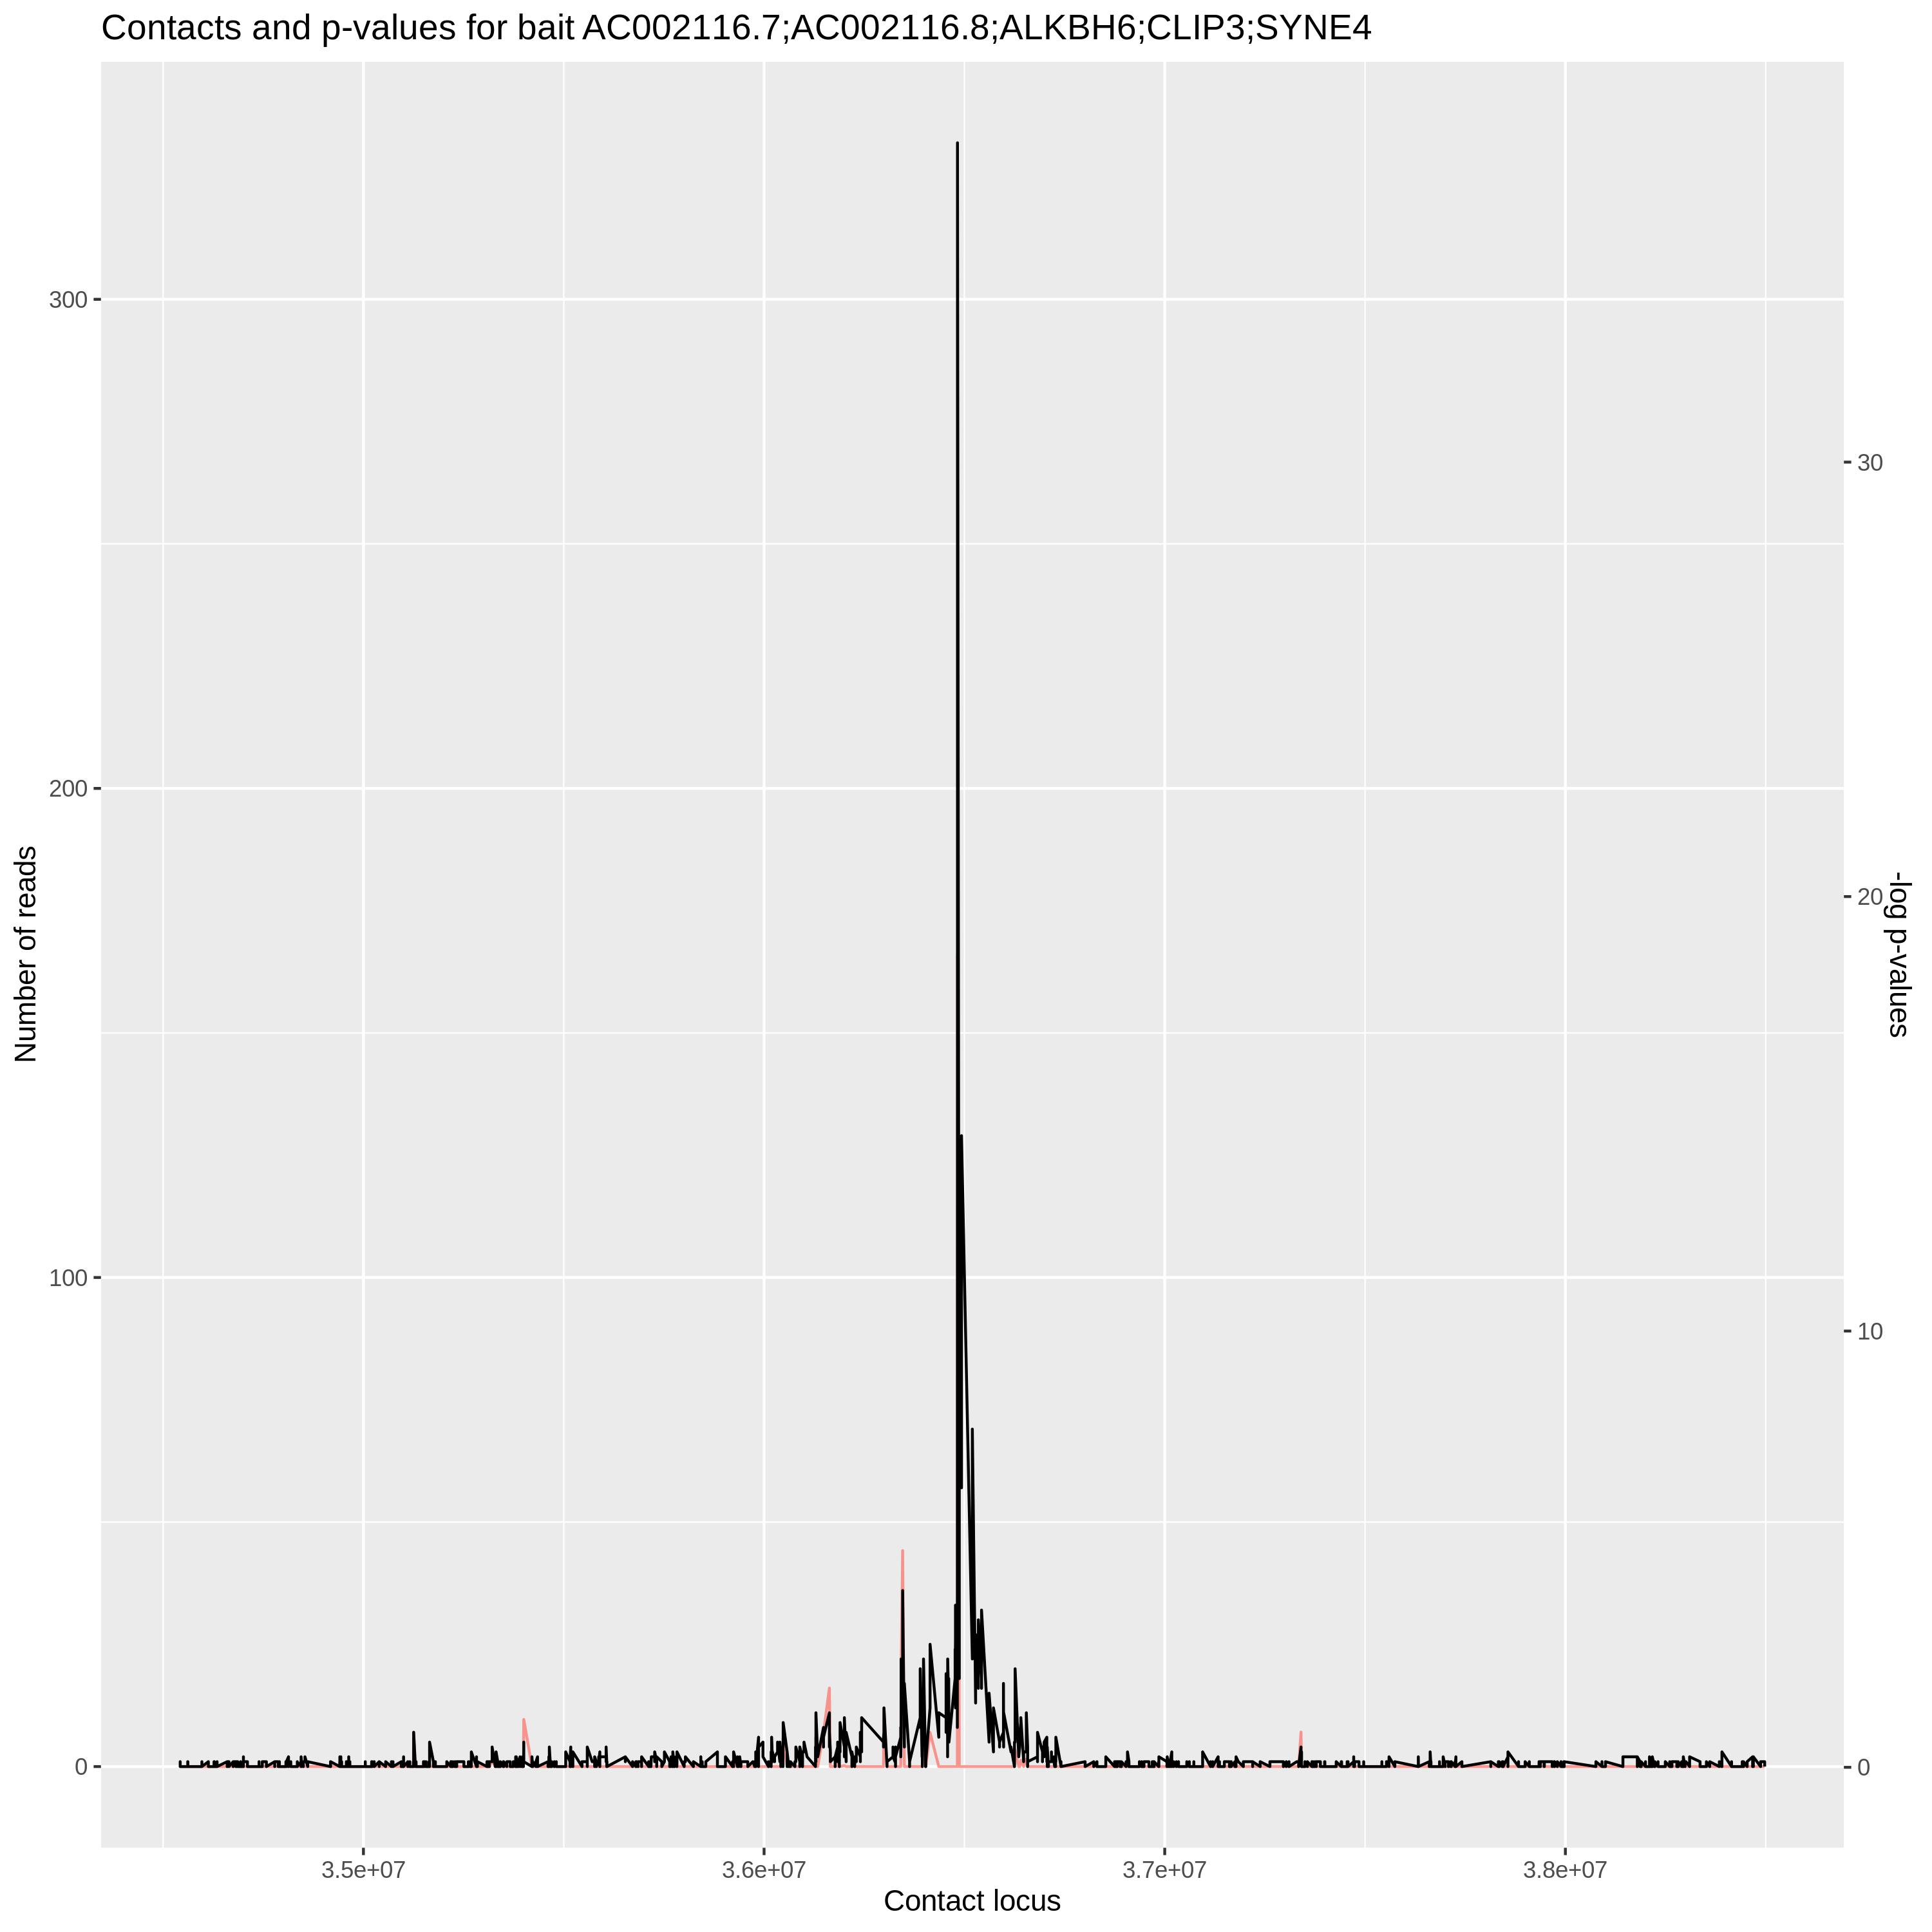 Contacts and p-values for bait AC002116.7;AC002116.8;ALKBH6;CLIP3;SYNE4
Number of reads
300
200
100
0
30
20
10
0
-log p-values
3.5e+07 3.6e+07 3.7e+07 3.8e+07
Contact locus